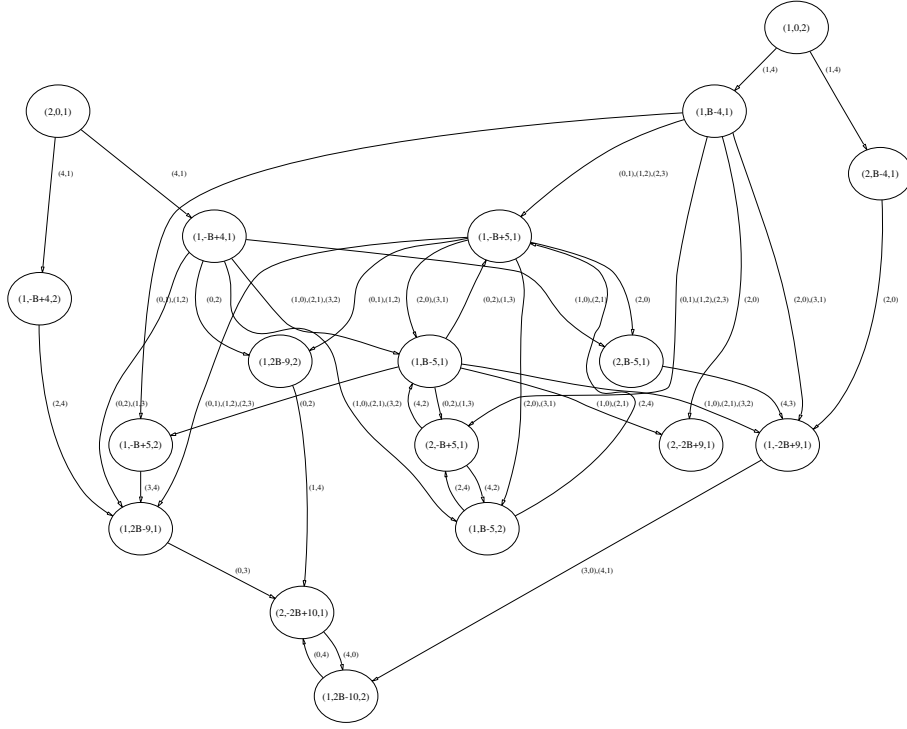 (1,0,2)
(1,4)
(1,4)
(2,0,1)
(1,B-4,1)
(4,1)
(4,1)
(0,1),(1,2),(2,3)
(2,B-4,1)
(1,-B+4,1)
(1,-B+5,1)
(1,-B+4,2)
(0,1),(1,2)
(0,2)
(1,0),(2,1),(3,2)
(0,1),(1,2)
(2,0),(3,1)
(0,2),(1,3)
(1,0),(2,1)
(2,0)
(0,1),(1,2),(2,3)
(2,0)
(2,0),(3,1)
(2,0)
(1,2B-9,2)
(1,B-5,1)
(2,B-5,1)
(2,4)
(0,2),(1,3)
(0,1),(1,2),(2,3)
(0,2)
(1,0),(2,1),(3,2)
(4,2)
(0,2),(1,3)
(2,0),(3,1)
(1,0),(2,1)
(2,4)
(1,0),(2,1),(3,2)
(4,3)
(1,-B+5,2)
(2,-B+5,1)
(2,-2B+9,1)
(1,-2B+9,1)
(3,4)
(1,4)
(2,4)
(4,2)
(1,2B-9,1)
(1,B-5,2)
(0,3)
(3,0),(4,1)
(2,-2B+10,1)
(0,4)
(4,0)
(1,2B-10,2)